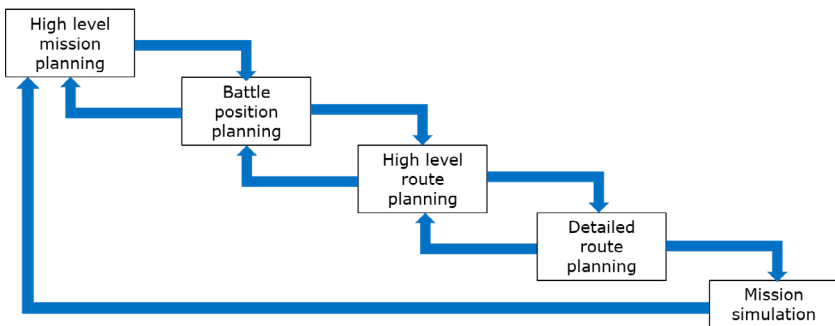 High level
mission
planning
Battle
position
planning
High level
route
planning
Detailed
route
planning
Mission
simulation